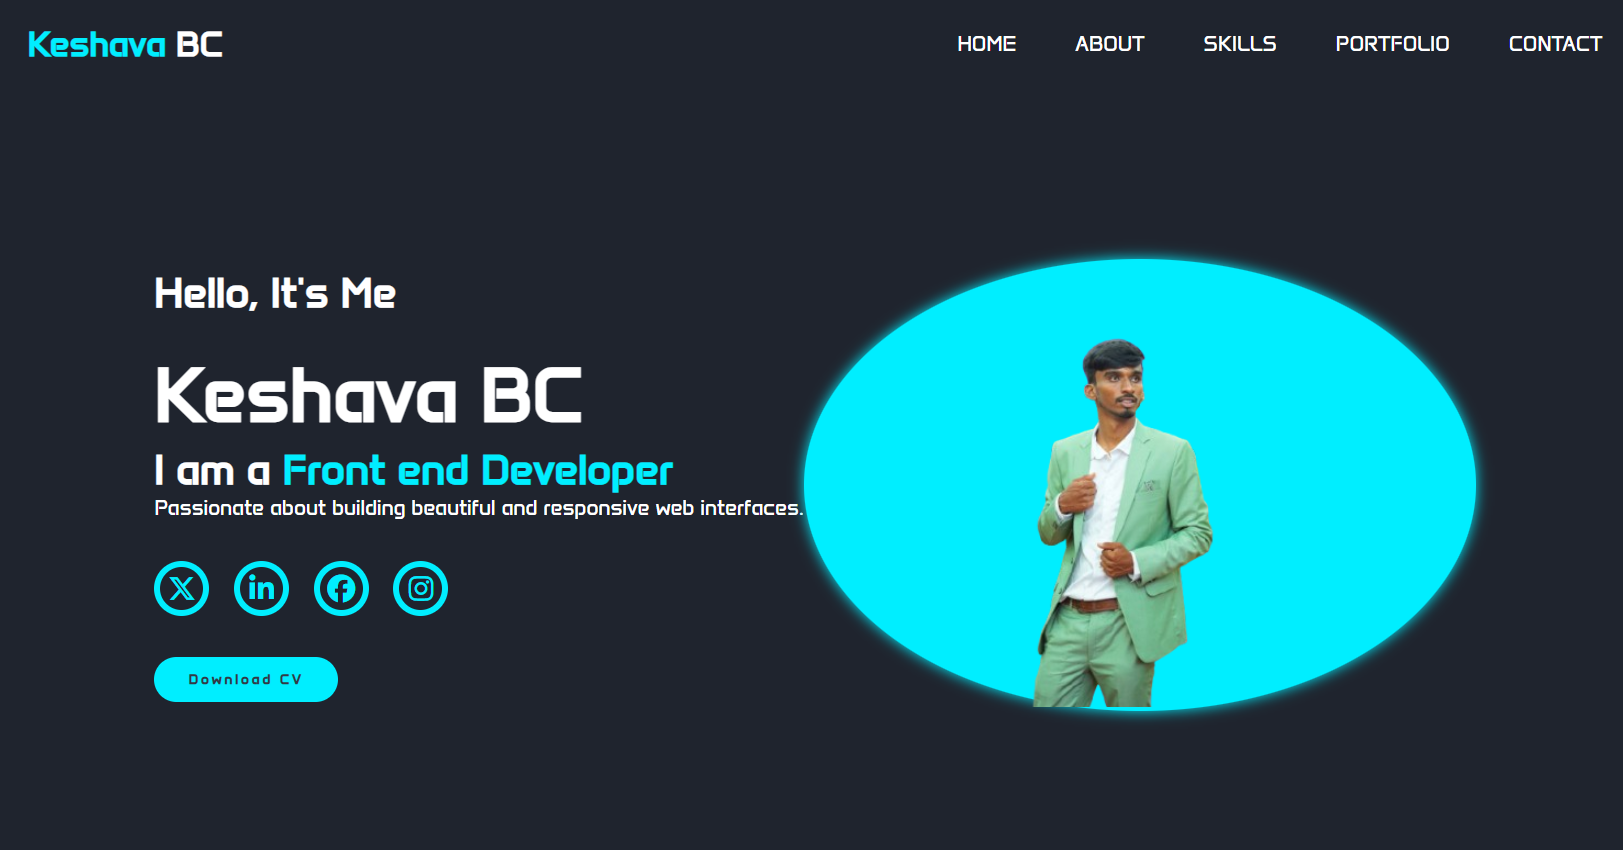 Keshava BC
HOME ABOUT SKILLS PORTFOLIO CONTACT
Hello, It's Me
Keshava BC
I am a Front end Developer
Passionate about building beautiful and responsive web interfaces.
Download CV